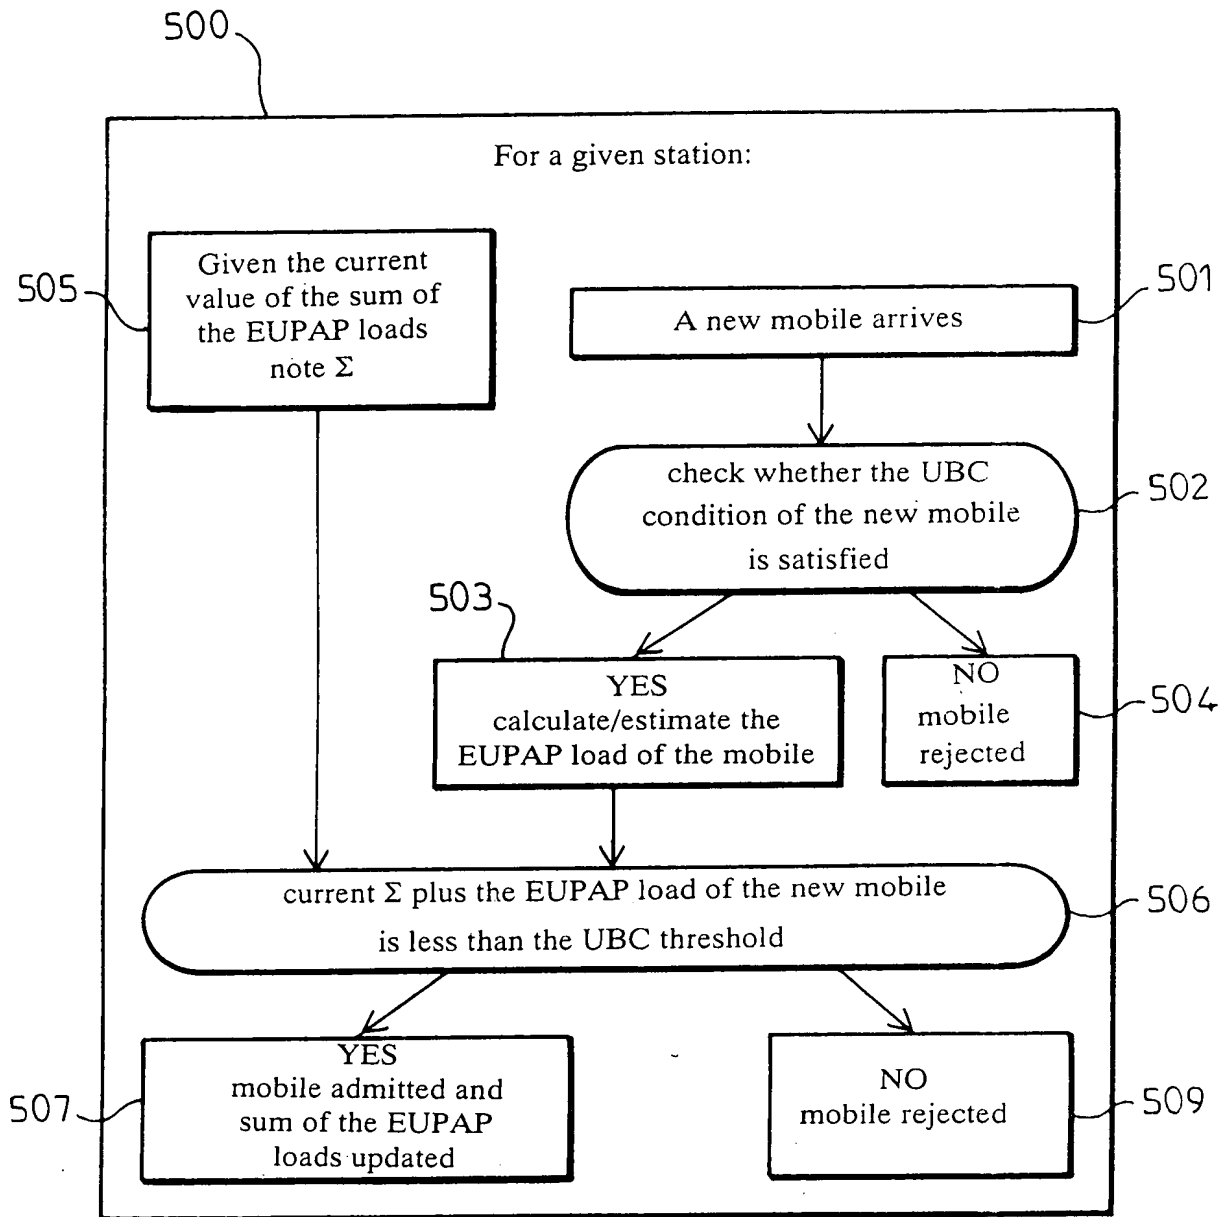 500
For a given station:
505
Given the current
value of the sum of
the EUPAP loads
note Σ
501
A new mobile arrives
502
check whether the UBC
condition of the new mobile
is satisfied
503
YES
calculate/estimate the
EUPAP load of the mobile
NO
mobile
rejected
504
current Σ plus the EUPAP load of the new mobile
is less than the UBC threshold
506
507
YES
mobile admitted and
sum of the EUPAP
loads updated
NO
mobile rejected
509